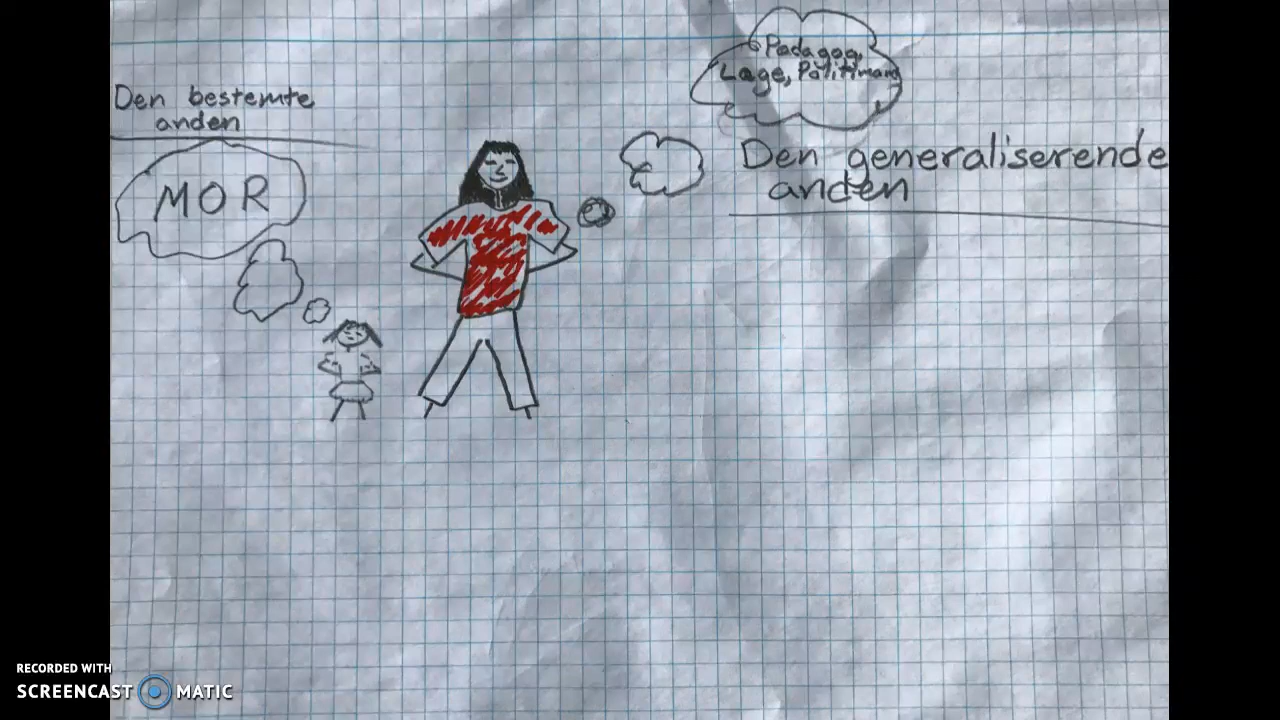 Den bestemte
anden
MOR
Pædagog,
Læge, Politimand
Den generaliserende
anden
RECORDED WITH
SCREENCAST MATIC